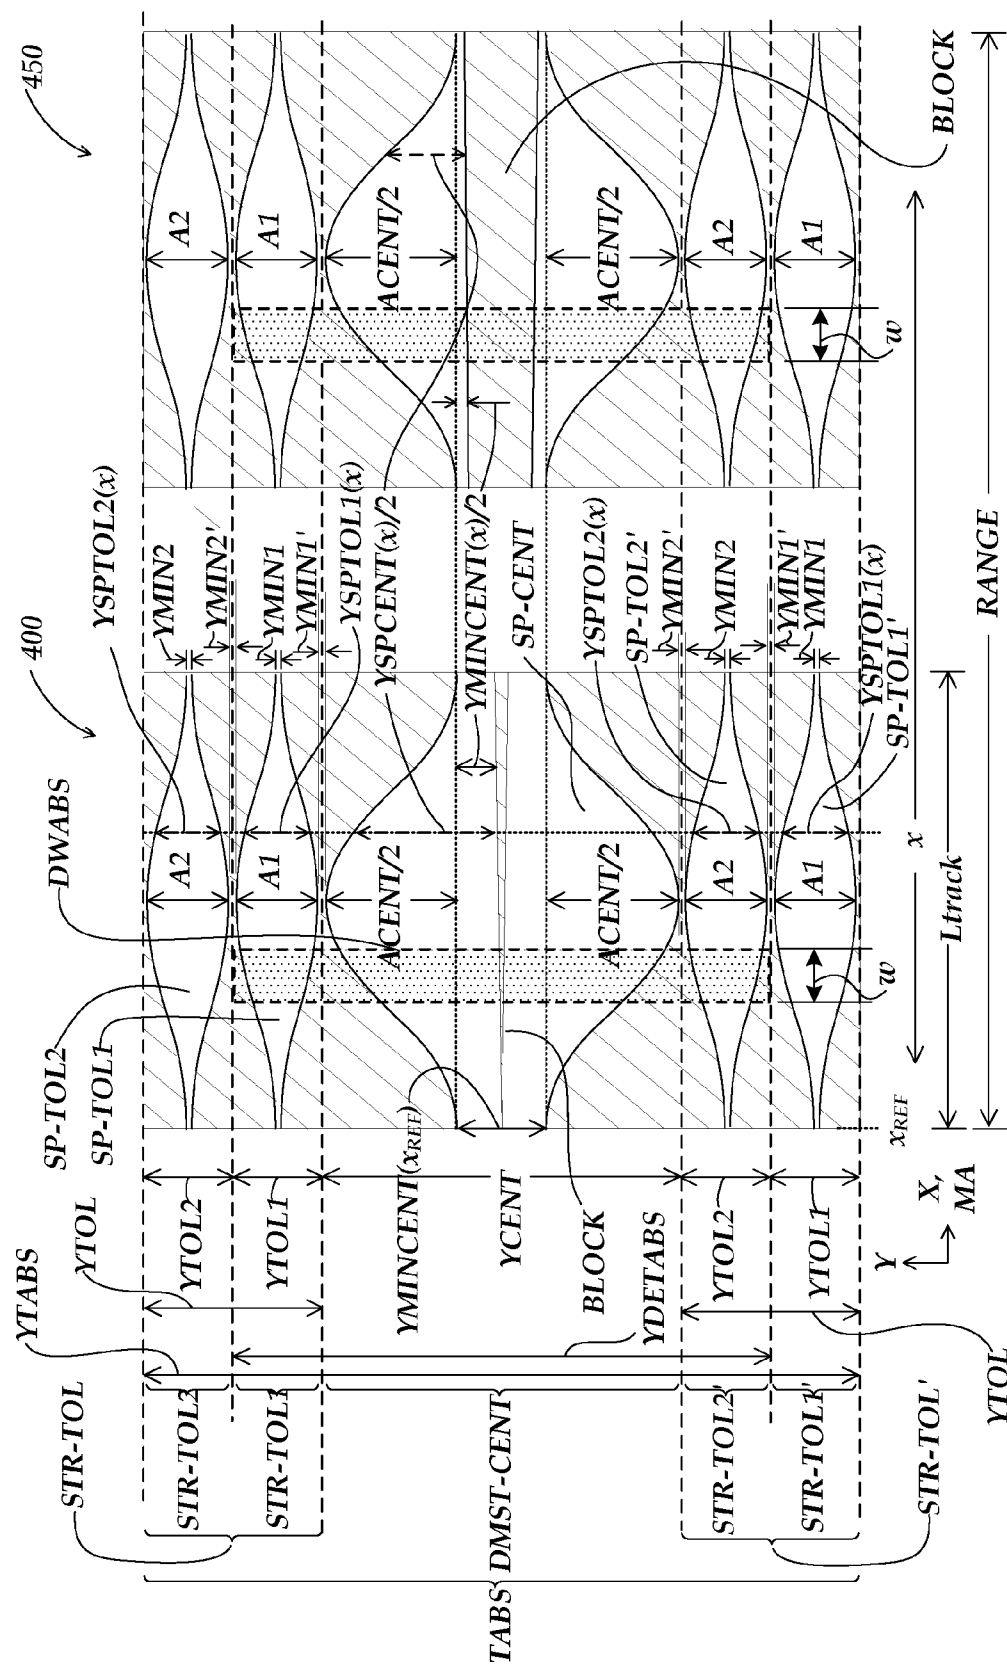 450
400
DWABS
YSPTOL2(x)
YMIN2
YMIN2'
YMIN1
YMIN1'
YSPTOL1(x)
YSPCENT(x)/2
YMINCENT(x)/2
SP-CENT
YSPTOL2(x)
SP-TOL2'
YMIN2'
YMIN2
YMIN1'
YMIN1
YSPTOL1(x)
SP-TOL1'
SP-TOL2
SP-TOL1
A2
A1
ACENT/2
ACENT/2
A2
A1
w
A2
A1
ACENT/2
ACENT/2
A2
A1
w
BLOCK
x
RANGE
Ltrack
xREF
X,
MA
Y
YTABS
YTOL
YTOL2
YTOL1
YMINCENT(xREF)
YCENT
BLOCK
YDETABS
YTOL2
YTOL1
YTOL
STR-TOL
STR-TOL2
STR-TOL1
DMST-CENT
STR-TOL2'
STR-TOL1'
STR-TOL'
TABS